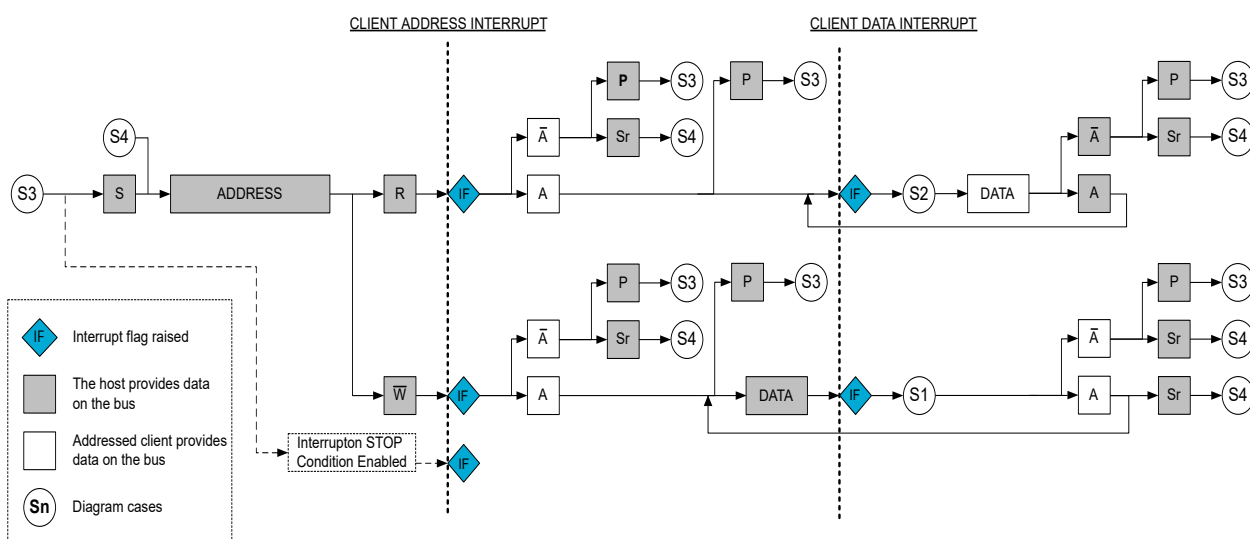 CLIENT ADDRESS INTERRUPT
CLIENT DATA INTERRUPT
P S3 P S3 P S3
S4 A̅ Sr S4 A̅ Sr S4
S3 S ADDRESS R IF A IF S2 DATA A
P S3 P S3 P S3
A̅ Sr S4 A̅ Sr S4
W̅ IF A DATA IF S1 A Sr S4
Interrupton STOP
Condition Enabled
IF
IF Interrupt flag raised
The host provides data
on the bus
Addressed client provides
data on the bus
Sn Diagram cases